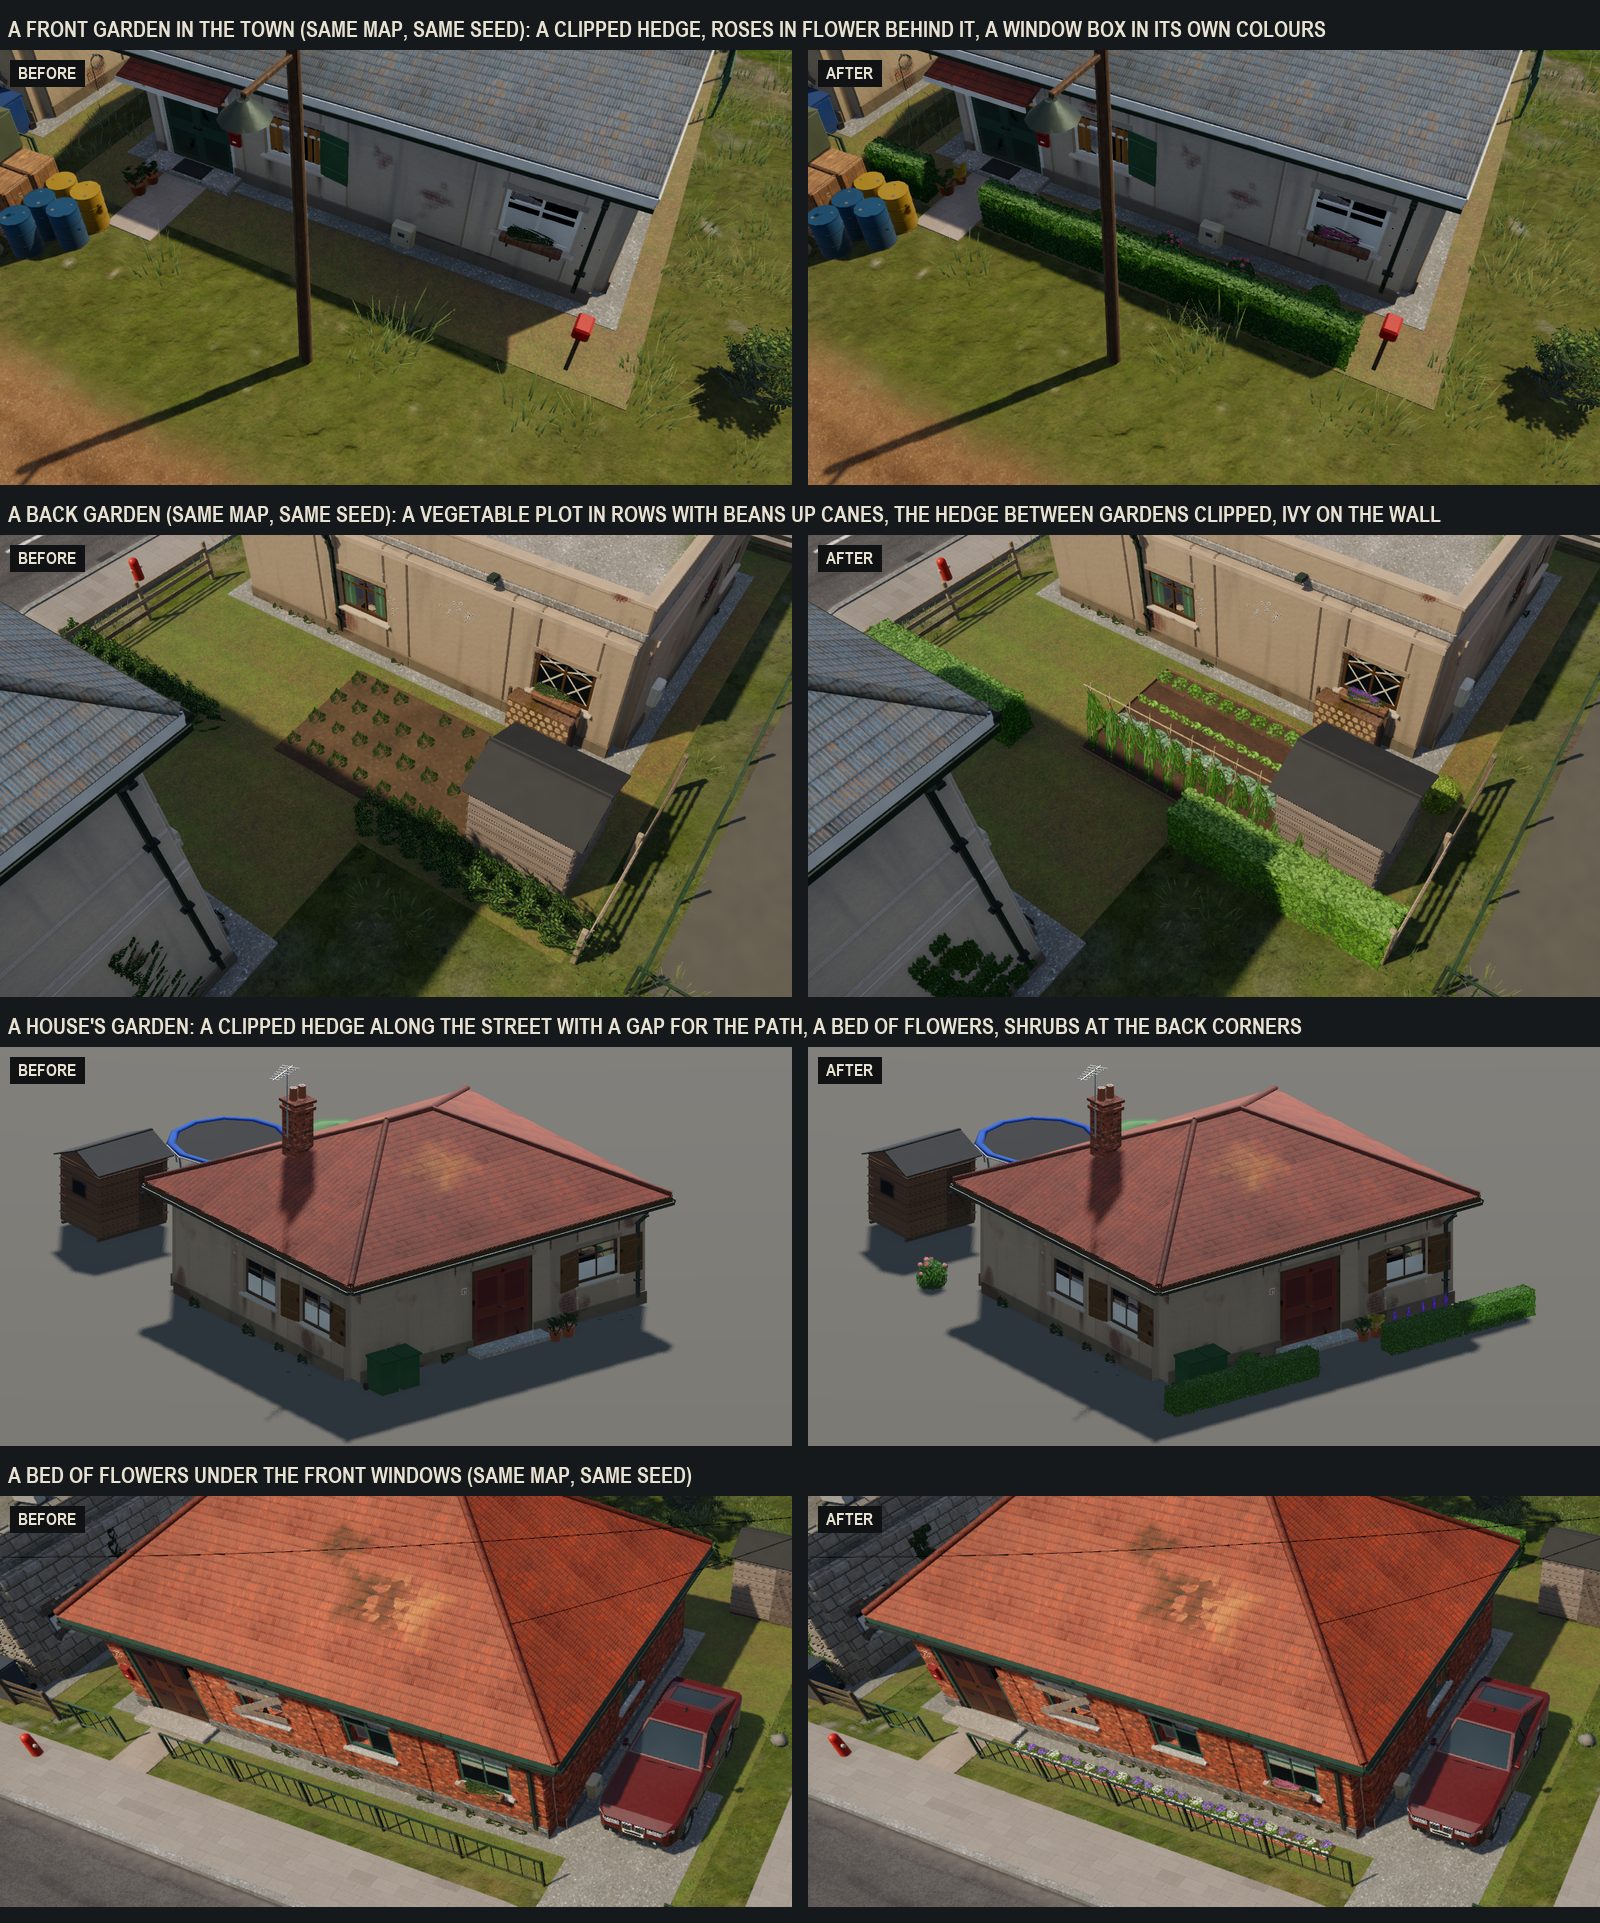 A FRONT GARDEN IN THE TOWN (SAME MAP, SAME SEED): A CLIPPED HEDGE, ROSES IN FLOWER BEHIND IT, A WINDOW BOX IN ITS OWN COLOURS
BEFORE
AFTER
A BACK GARDEN (SAME MAP, SAME SEED): A VEGETABLE PLOT IN ROWS WITH BEANS UP CANES, THE HEDGE BETWEEN GARDENS CLIPPED, IVY ON THE WALL
BEFORE
AFTER
A HOUSE'S GARDEN: A CLIPPED HEDGE ALONG THE STREET WITH A GAP FOR THE PATH, A BED OF FLOWERS, SHRUBS AT THE BACK CORNERS
BEFORE
AFTER
A BED OF FLOWERS UNDER THE FRONT WINDOWS (SAME MAP, SAME SEED)
BEFORE
AFTER